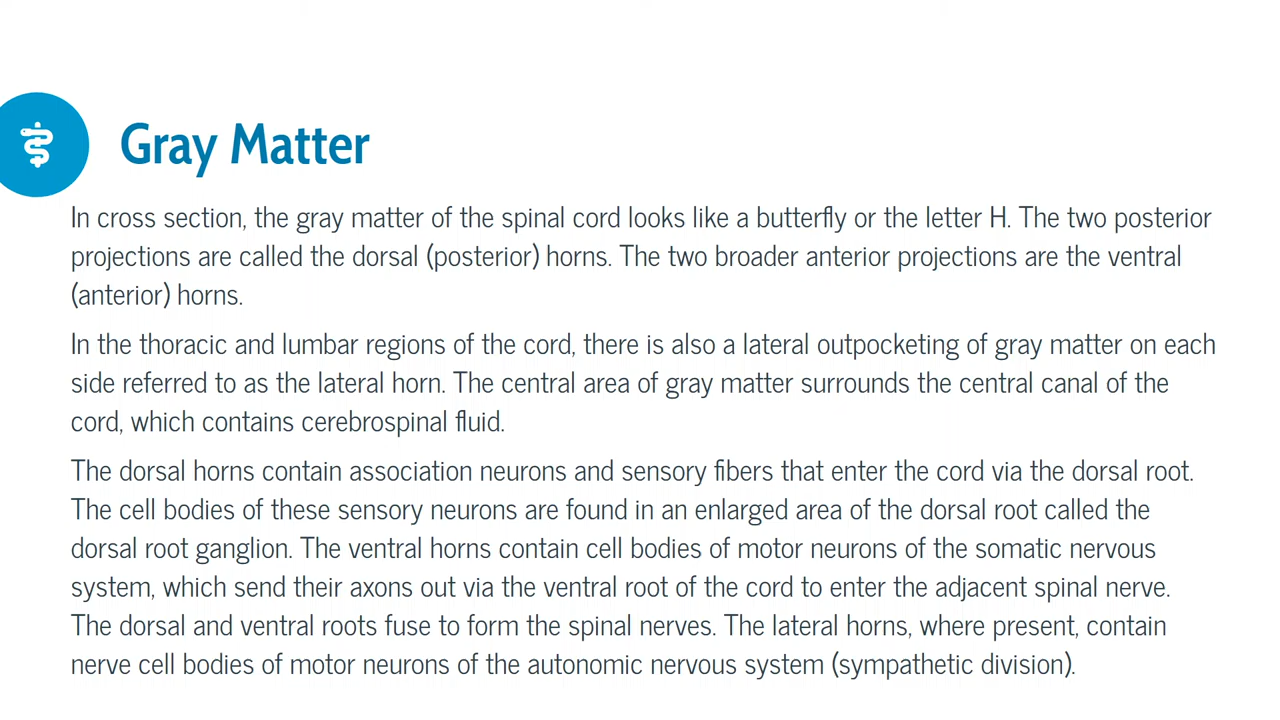 Gray Matter
In cross section, the gray matter of the spinal cord looks like a butterfly or the letter H. The two posterior
projections are called the dorsal (posterior) horns. The two broader anterior projections are the ventral
(anterior) horns.
In the thoracic and lumbar regions of the cord, there is also a lateral outpocketing of gray matter on each
side referred to as the lateral horn. The central area of gray matter surrounds the central canal of the
cord, which contains cerebrospinal fluid.
The dorsal horns contain association neurons and sensory fibers that enter the cord via the dorsal root.
The cell bodies of these sensory neurons are found in an enlarged area of the dorsal root called the
dorsal root ganglion. The ventral horns contain cell bodies of motor neurons of the somatic nervous
system, which send their axons out via the ventral root of the cord to enter the adjacent spinal nerve.
The dorsal and ventral roots fuse to form the spinal nerves. The lateral horns, where present, contain
nerve cell bodies of motor neurons of the autonomic nervous system (sympathetic division).